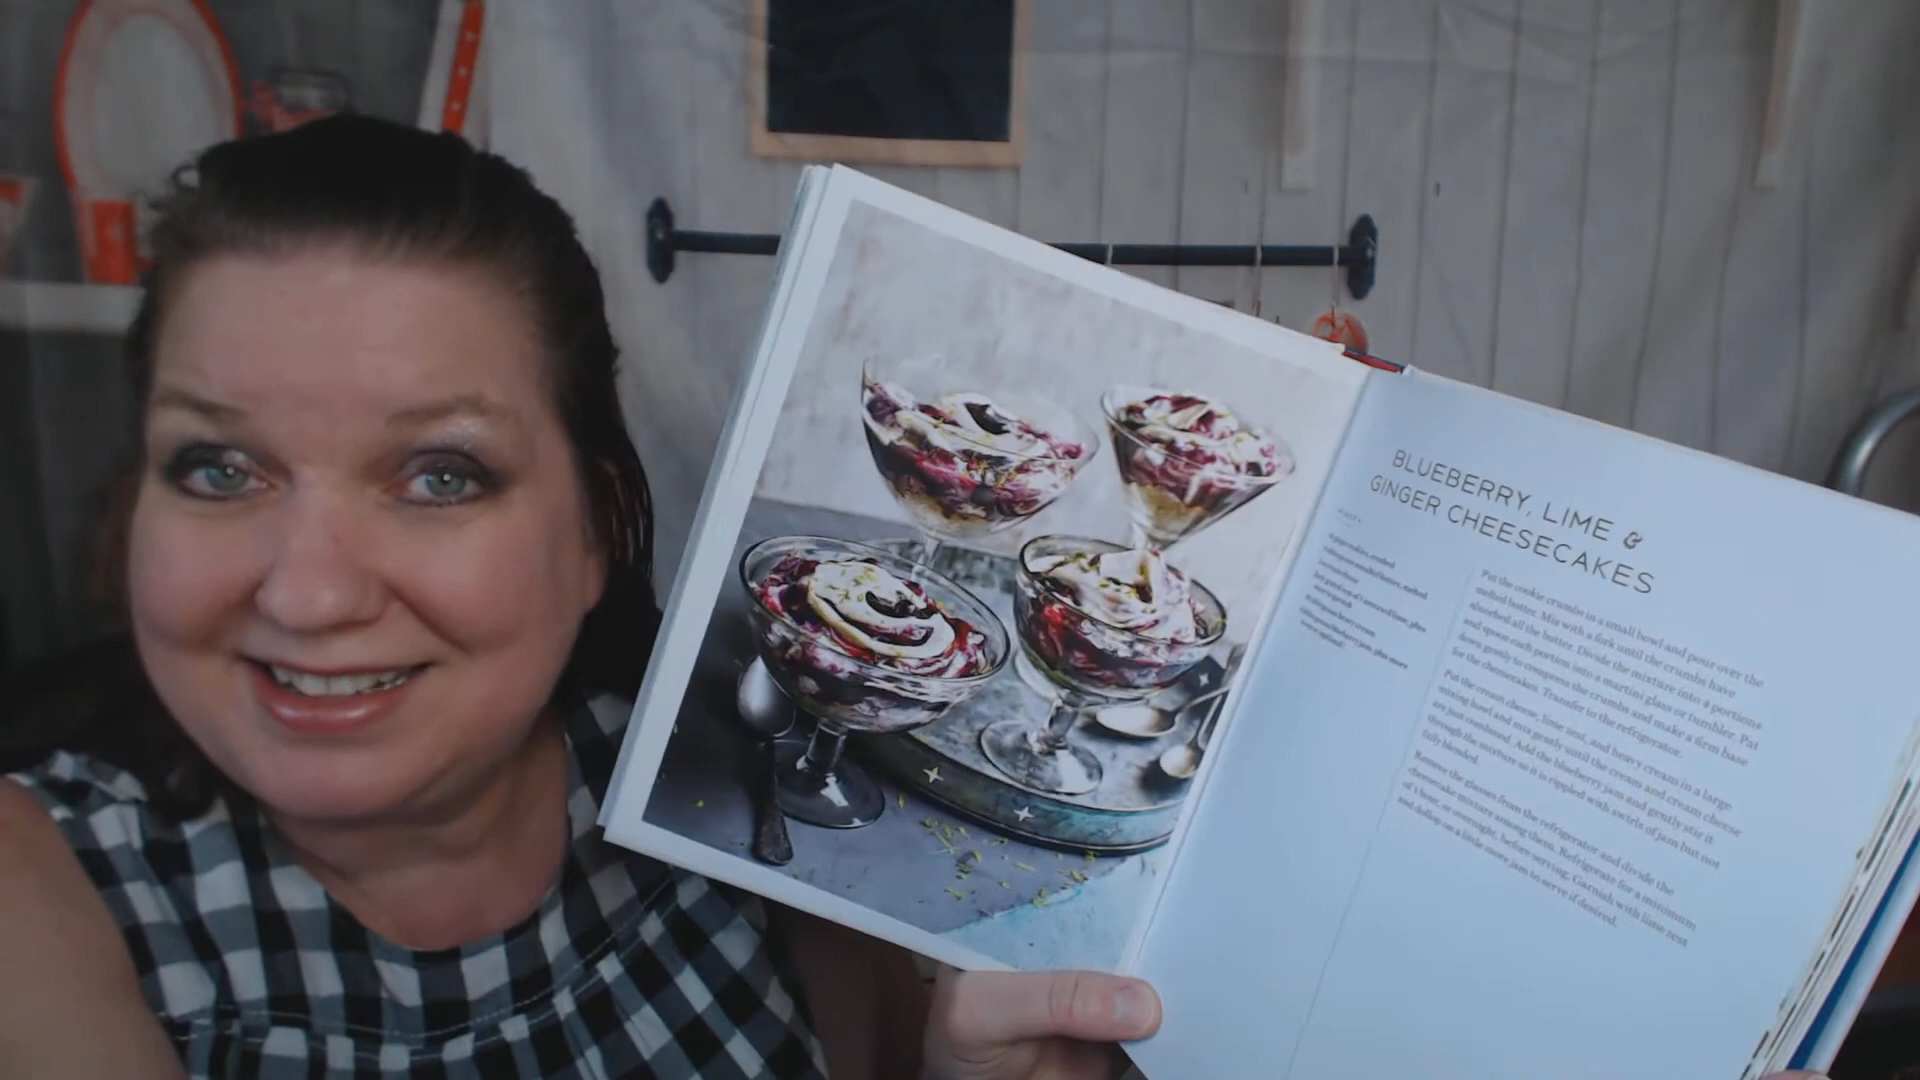 BLUEBERRY, LIME &
GINGER CHEESECAKES
Put the cookie crumbs in a small bowl and pour over the
melted butter. Mix with a fork until the crumbs have
absorbed all the butter. Divide the mixture into 4 portions
and spoon each portion into a martini glass or tumbler. Pat
down gently to compress the crumbs and make a firm base
for the cheesecakes. Transfer to the refrigerator.
Put the cream cheese, lime zest, and heavy cream in a large
mixing bowl and mix gently until the cream and cream cheese
are just combined. Add the blueberry jam and gently stir it
through the mixture so it is rippled with swirls of jam but not
fully blended.
Remove the glasses from the refrigerator and divide the
cheesecake mixture among them. Refrigerate for a minimum
of 1 hour, or overnight, before serving. Garnish with lime zest
and dollop on a little more jam to serve if desired.